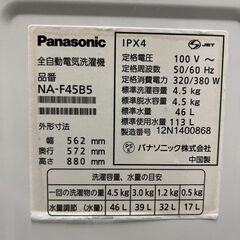 Panasonic
全自動電気洗濯機
品番
NA-F45B5
外形寸法
幅 562 mm
奥行 572 mm
高さ 880 mm
IPX4
JET
定格電圧 100 V～
定格周波数 50/60 Hz
定格消費電力 320/380 W
標準洗濯容量 4.5 kg
標準脱水容量 4.5 kg
標準水量 46 L
標準使用水量 113 L
製造番号 12N1400868
パナソニック株式会社
中国製
洗濯容量、水量の目安
一回の洗濯物の量 4.5 kg 3.0 kg 1.2 kg 0.5 kg
水量調節(水量) 46 L 39 L 32 L 17 L